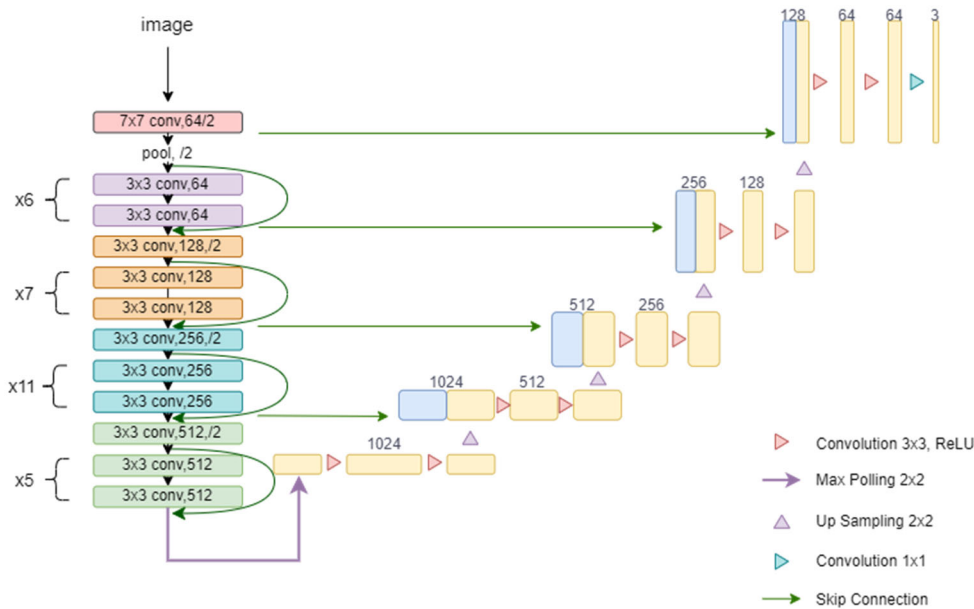 image
7x7 conv,64/2
pool, /2
x6
3x3 conv,64
3x3 conv,64
3x3 conv,128,/2
x7
3x3 conv,128
3x3 conv,128
3x3 conv,256,/2
x11
3x3 conv,256
3x3 conv,256
3x3 conv,512,/2
x5
3x3 conv,512
3x3 conv,512
128 64 64 3
256 128
512 256
1024 512
1024
Convolution 3x3, ReLU
Max Polling 2x2
Up Sampling 2x2
Convolution 1x1
Skip Connection